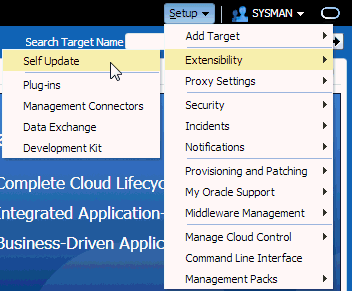 Setup
SYSMAN
Search Target Name
Add Target
Extensibility
Proxy Settings
Security
Incidents
Notifications
Provisioning and Patching
My Oracle Support
Middleware Management
Manage Cloud Control
Command Line Interface
Management Packs
Self Update
Plug-ins
Management Connectors
Data Exchange
Development Kit
Complete Cloud Lifecyc
Integrated Application-
Business-Driven Applic